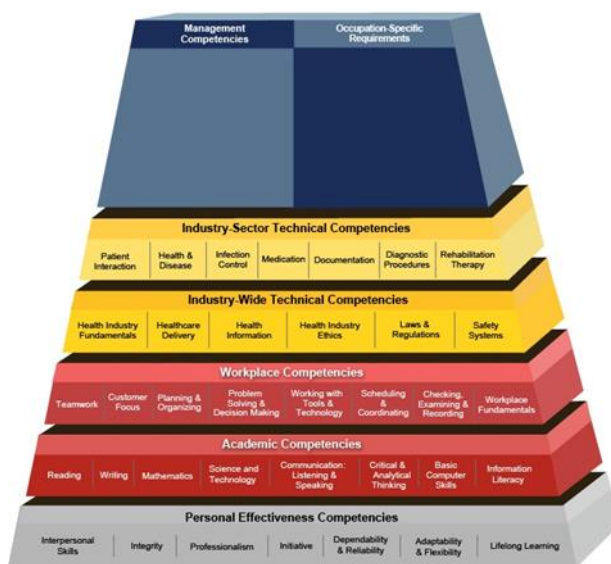 Management
Competencies
Occupation-Specific
Requirements
Industry-Sector Technical Competencies
Patient
Interaction
Health &
Disease
Infection
Control
Medication
Documentation
Diagnostic
Procedures
Rehabilitation
Therapy
Industry-Wide Technical Competencies
Health Industry
Fundamentals
Healthcare
Delivery
Health
Information
Health Industry
Ethics
Laws &
Regulations
Safety
Systems
Workplace Competencies
Teamwork
Customer
Focus
Planning &
Organizing
Problem
Solving &
Decision Making
Working with
Tools &
Technology
Scheduling
&
Coordinating
Checking,
Examining &
Recording
Workplace
Fundamentals
Academic Competencies
Reading
Writing
Mathematics
Science and
Technology
Communication:
Listening &
Speaking
Critical &
Analytical
Thinking
Basic
Computer
Skills
Information
Literacy
Personal Effectiveness Competencies
Interpersonal
Skills
Integrity
Professionalism
Initiative
Dependability
& Reliability
Adaptability
& Flexibility
Lifelong Learning